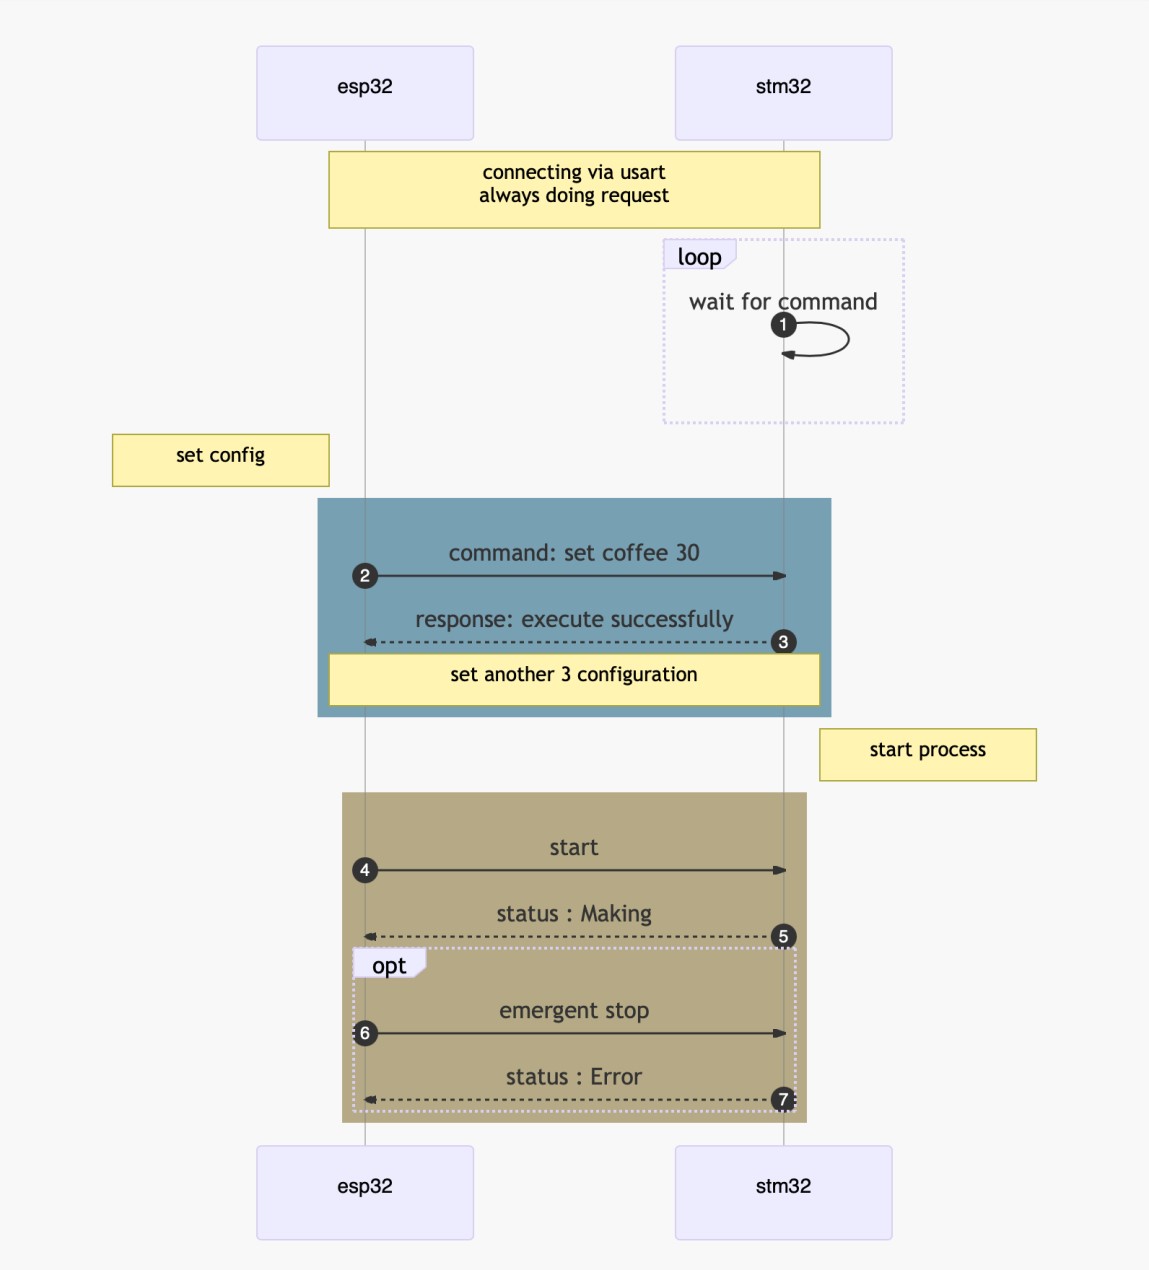 esp32
stm32
connecting via usart
always doing request
loop
wait for command
1
set config
command: set coffee 30
2
response: execute successfully
3
set another 3 configuration
start process
start
4
status : Making
5
opt
emergent stop
6
status : Error
7
esp32
stm32